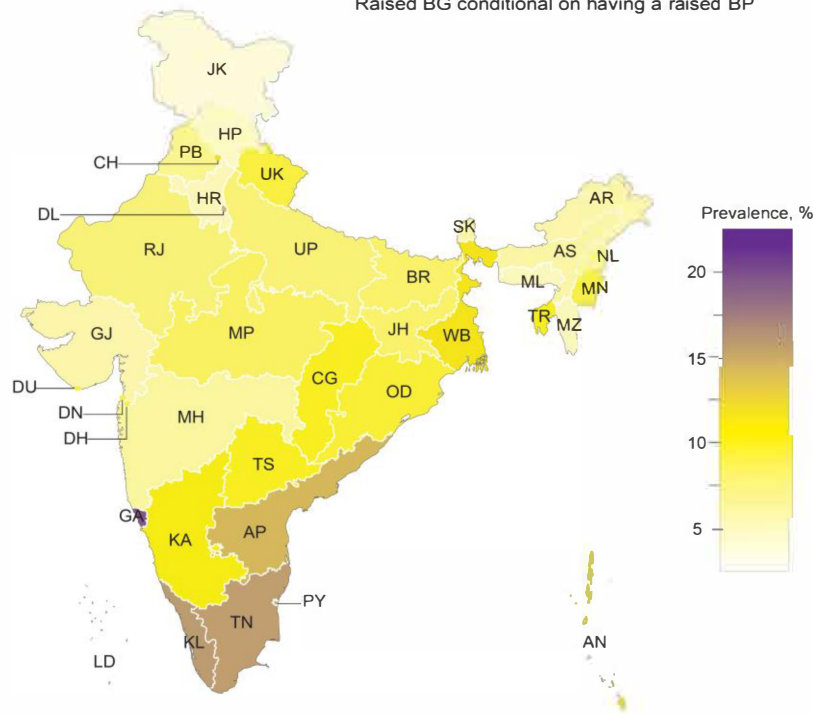 Raised BG conditional on having a raised BP
JK
HP
PB
CH
UK
HR
DL
AR
SK
RJ
UP
AS
NL
BR
ML
MN
GJ
MP
JH
TR
MZ
WB
DU
CG
OD
DN
MH
DH
TS
GA
KA
AP
PY
TN
KL
AN
LD
Prevalence, %
20
15
10
5